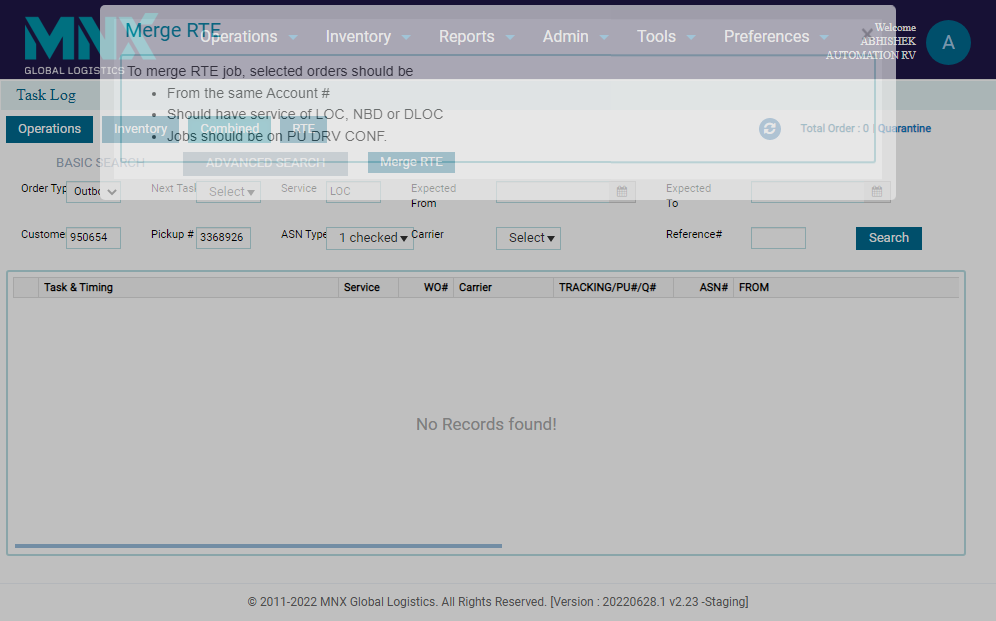 MNX
GLOBAL LOGISTICS
Merge RTE
Operations Inventory Reports Admin Tools Preferences
×
Welcome
ABHISHEK
AUTOMATION RV
A
To merge RTE job, selected orders should be
• From the same Account #
• Should have service of LOC, NBD or DLOC
• Jobs should be on PU DRV CONF.
Task Log
Operations Inventory Combined RTE
Total Order : 0 | Quarantine
BASIC SEARCH ADVANCED SEARCH Merge RTE
Order Typ Outbo Next Task Select Service LOC Expected From Expected To
Custome 950654 Pickup # 3368926 ASN Type 1 checked Carrier Select Reference# Search
Task & Timing Service WO# Carrier TRACKING/PU#/Q# ASN# FROM
No Records found!
© 2011-2022 MNX Global Logistics. All Rights Reserved. [Version : 20220628.1 v2.23 -Staging]